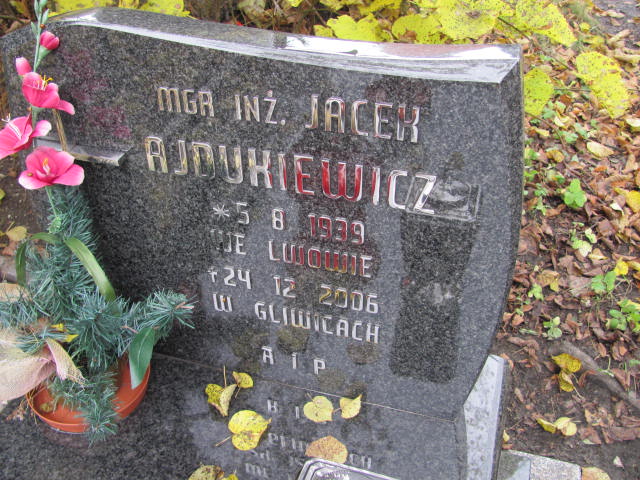 MGR INŻ. JACEK
AJDUKIEWICZ
*5 8 1939
WE LWOWIE
†24 12 2006
W GLIWICACH
R I P